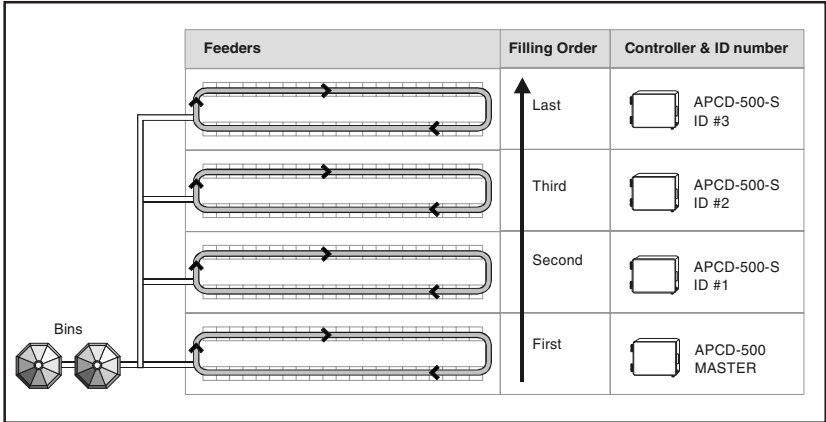 Feeders
Filling Order
Controller & ID number
Last
APCD-500-S
ID #3
Third
APCD-500-S
ID #2
Second
APCD-500-S
ID #1
Bins
First
APCD-500
MASTER